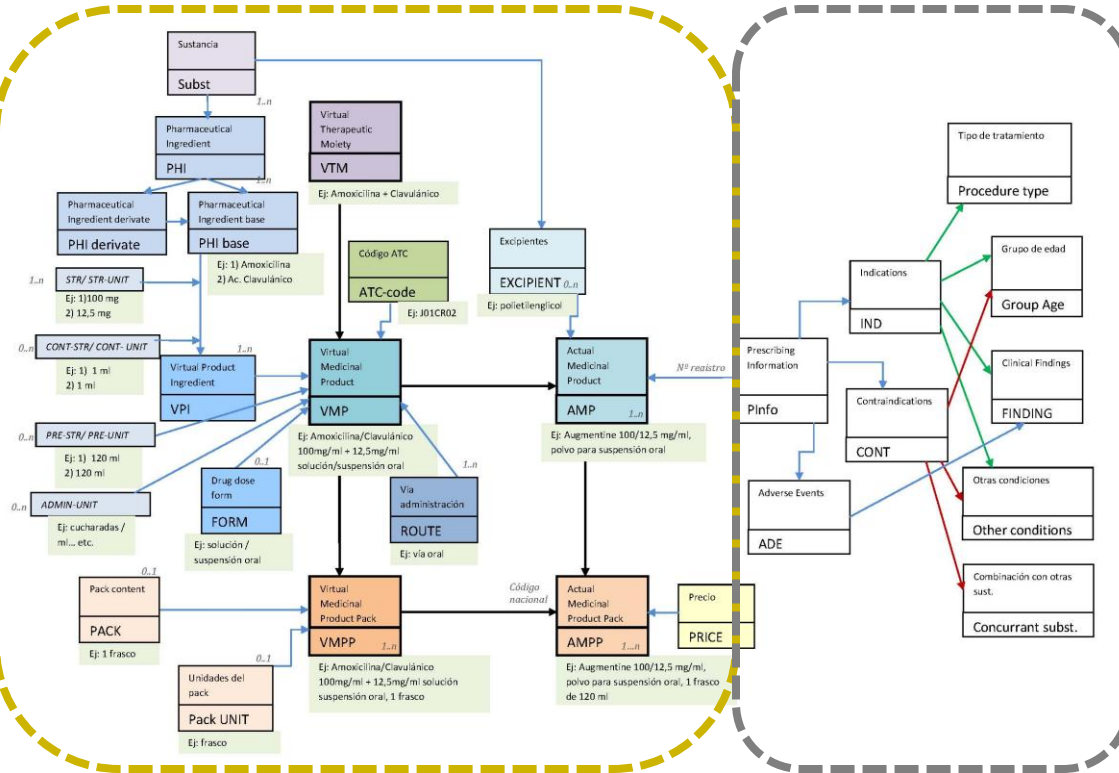 Sustancia
Subst
1..n
Pharmaceutical
Ingredient
PHI
1..n
Pharmaceutical
Ingredient derivate
PHI derivate
Pharmaceutical
Ingredient base
PHI base
Ej: 1) Amoxicilina
2) Ac. Clavulánico
Virtual
Therapeutic
Moiety
VTM
Ej: Amoxicilina + Clavulánico
Código ATC
ATC-code
Ej: J01CR02
Excipientes
EXCIPIENT 0..n
Ej: polietilenglicol
1..n
STR/ STR-UNIT
Ej: 1)100 mg
2) 12,5 mg
0..n
CONT-STR/ CONT- UNIT
Ej: 1) 1 ml
2) 1 ml
1..n
Virtual Product
Ingredient
VPI
0..n
PRE-STR/ PRE-UNIT
Ej: 1) 120 ml
2) 120 ml
0..n
ADMIN-UNIT
Ej: cucharadas /
ml... etc.
Virtual
Medicinal
Product
VMP
Ej: Amoxicilina/Clavulánico
100mg/ml + 12,5mg/ml
solución/suspensión oral
Actual
Medicinal
Product
AMP 1..n
Ej: Augmentine 100/12,5 mg/ml,
polvo para suspensión oral
Nº registro
0..1
Drug dose
form
FORM
Ej: solución /
suspensión oral
1..n
Vía
administración
ROUTE
Ej: vía oral
0..1
Pack content
PACK
Ej: 1 frasco
0..1
Unidades del
pack
Pack UNIT
Ej: frasco
Virtual
Medicinal
Product Pack
VMPP 1..n
Ej: Amoxicilina/Clavulánico
100mg/ml + 12,5mg/ml solución
suspensión oral, 1 frasco
Código
nacional
Actual
Medicinal
Product Pack
AMPP 1...n
Ej: Augmentine 100/12,5 mg/ml,
polvo para suspensión oral, 1 frasco
de 120 ml
Precio
PRICE
Prescribing
Information
PInfo
Indications
IND
Contraindications
CONT
Adverse Events
ADE
Tipo de tratamiento
Procedure type
Grupo de edad
Group Age
Clinical Findings
FINDING
Otras condiciones
Other conditions
Combinación con otras
sust.
Concurrant subst.